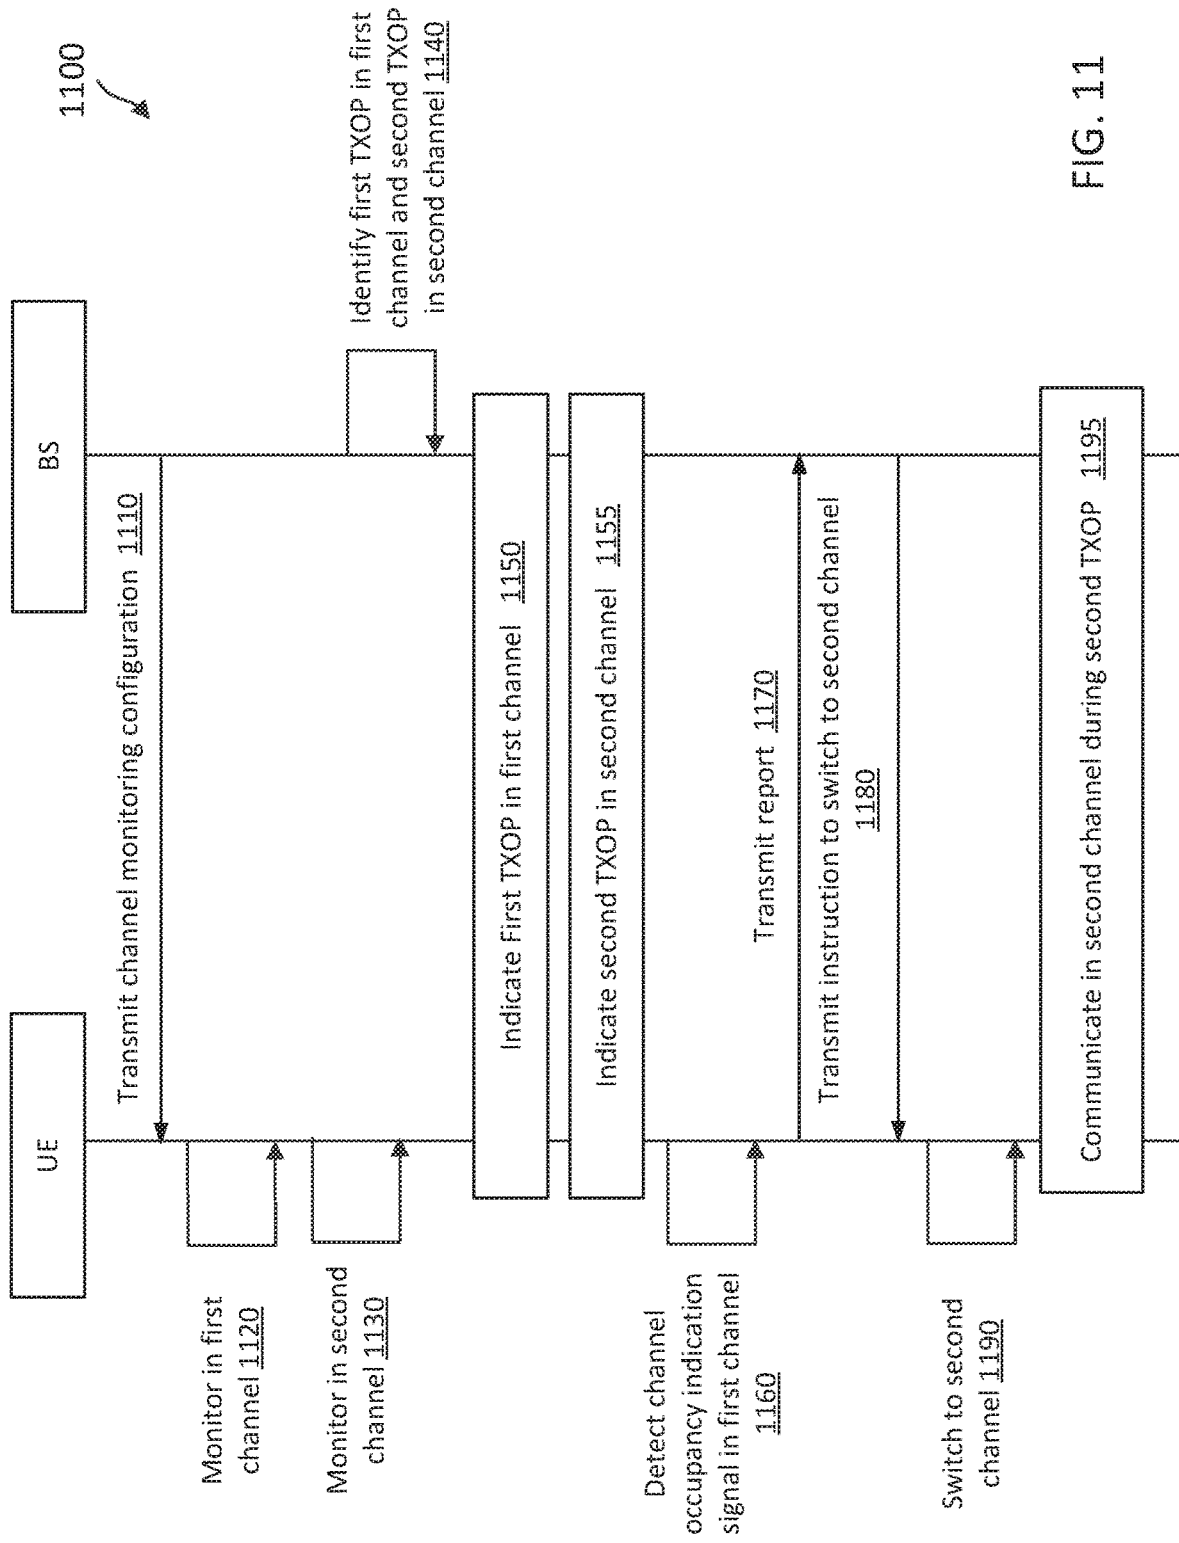 1100
UE
BS
Transmit channel monitoring configuration 1110
Monitor in first
channel 1120
Monitor in second
channel 1130
Identify first TXOP in first
channel and second TXOP
in second channel 1140
Indicate First TXOP in first channel 1150
Indicate second TXOP in second channel 1155
Detect channel
occupancy indication
signal in first channel
1160
Transmit report 1170
Transmit instruction to switch to second channel
1180
Switch to second
channel 1190
Communicate in second channel during second TXOP 1195
FIG. 11